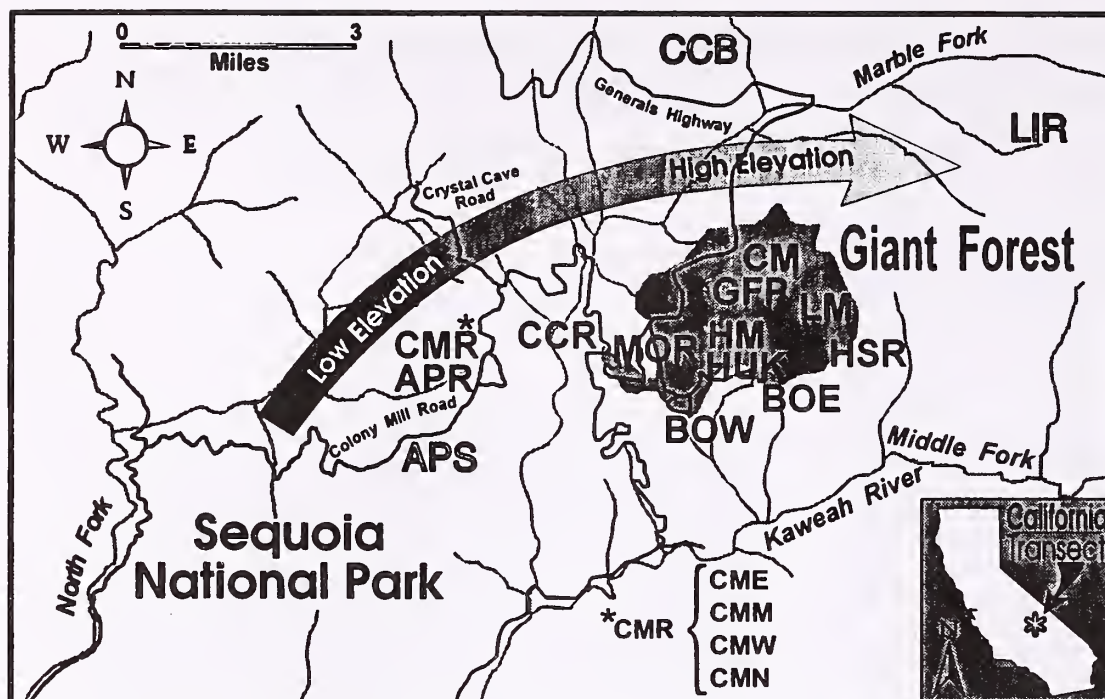 0 3
Miles
N
W E
S
CCB
Marble Fork
Generals Highway
LIR
High Elevation
Crystal Cave
Road
Low Elevation
Giant Forest
CM
GFP
LM
CMR*
CCR
MOR
HM
HSR
APR
HUK
BOE
Colony Mill Road
BOW
APS
Middle Fork
Kaweah River
North Fork
Sequoia
National Park
California
Transect
N
*CMR
CME
CMM
CMW
CMN